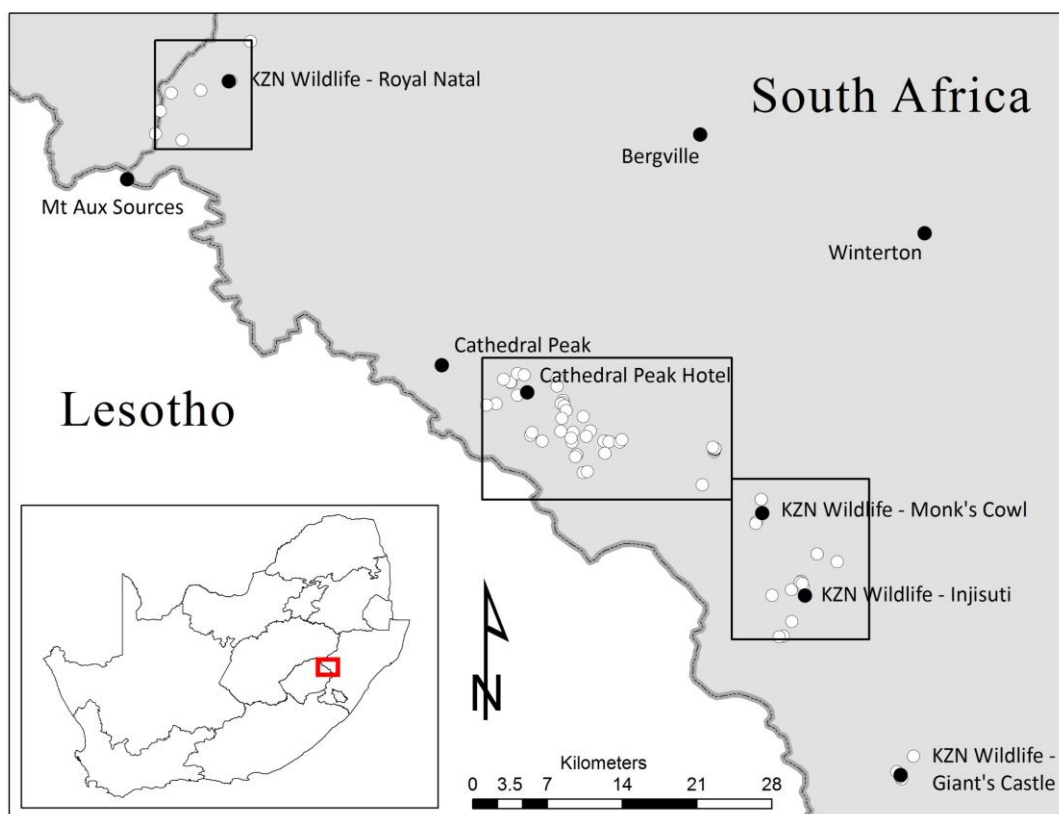 KZN Wildlife - Royal Natal
South Africa
Bergville
Mt Aux Sources
Winterton
Cathedral Peak
Cathedral Peak Hotel
Lesotho
KZN Wildlife - Monk's Cowl
KZN Wildlife - Injisuti
N
KZN Wildlife -
Giant's Castle
Kilometers
0 3.5 7 14 21 28